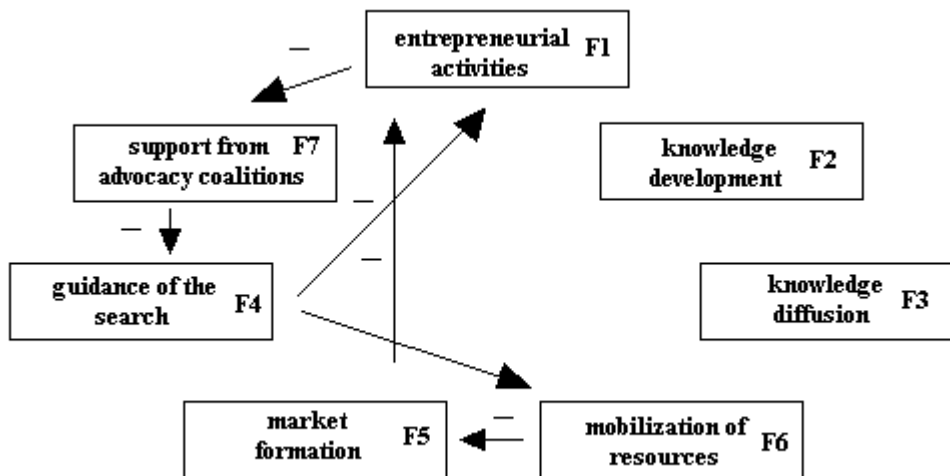 entrepreneurial
activities
F1
—
support from
advocacy coalitions
F7
knowledge
development
F2
—
—
guidance of the
search
F4
—
knowledge
diffusion
F3
market
formation
F5
—
mobilization of
resources
F6